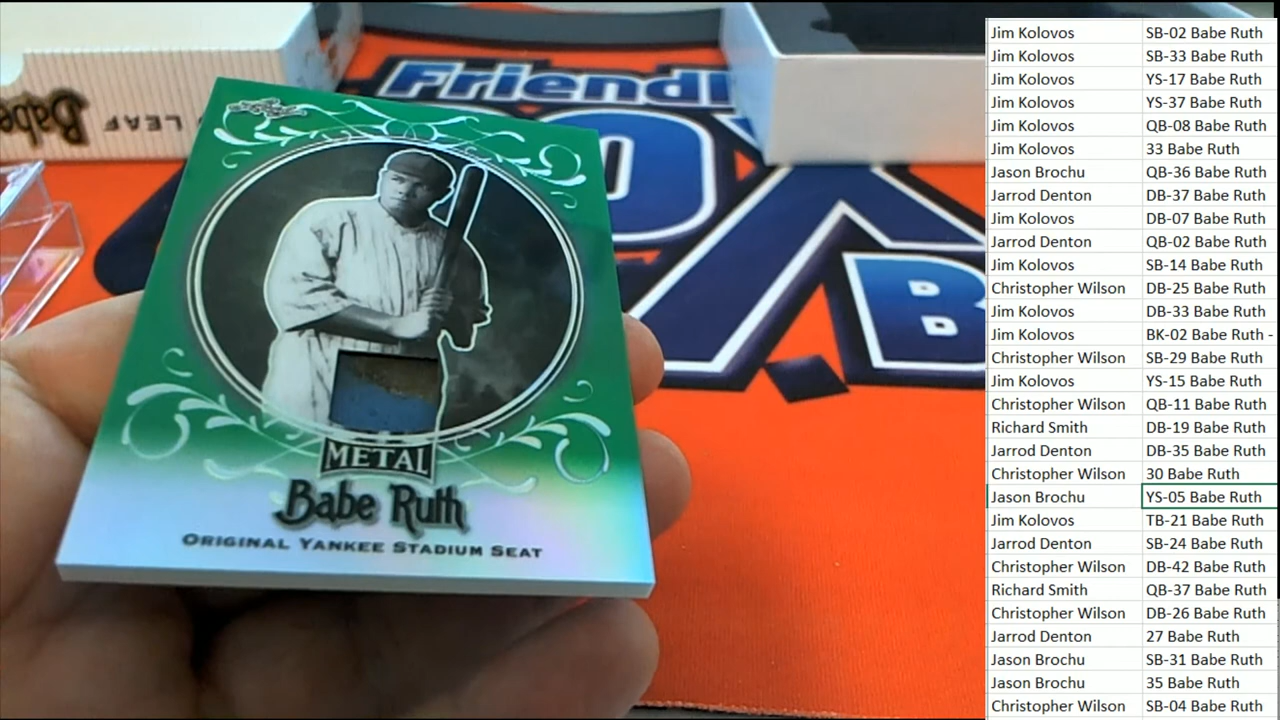 Friendl
B
Babe
LEAF
METAL
Babe Ruth
ORIGINAL YANKEE STADIUM SEAT
Jim Kolovos SB-02 Babe Ruth
Jim Kolovos SB-33 Babe Ruth
Jim Kolovos YS-17 Babe Ruth
Jim Kolovos YS-37 Babe Ruth
Jim Kolovos QB-08 Babe Ruth
Jim Kolovos 33 Babe Ruth
Jason Brochu QB-36 Babe Ruth
Jarrod Denton DB-37 Babe Ruth
Jim Kolovos DB-07 Babe Ruth
Jarrod Denton QB-02 Babe Ruth
Jim Kolovos SB-14 Babe Ruth
Christopher Wilson DB-25 Babe Ruth
Jim Kolovos DB-33 Babe Ruth
Jim Kolovos BK-02 Babe Ruth -
Christopher Wilson SB-29 Babe Ruth
Jim Kolovos YS-15 Babe Ruth
Christopher Wilson QB-11 Babe Ruth
Richard Smith DB-19 Babe Ruth
Jarrod Denton DB-35 Babe Ruth
Christopher Wilson 30 Babe Ruth
Jason Brochu YS-05 Babe Ruth
Jim Kolovos TB-21 Babe Ruth
Jarrod Denton SB-24 Babe Ruth
Christopher Wilson DB-42 Babe Ruth
Richard Smith QB-37 Babe Ruth
Christopher Wilson DB-26 Babe Ruth
Jarrod Denton 27 Babe Ruth
Jason Brochu SB-31 Babe Ruth
Jason Brochu 35 Babe Ruth
Christopher Wilson SB-04 Babe Ruth